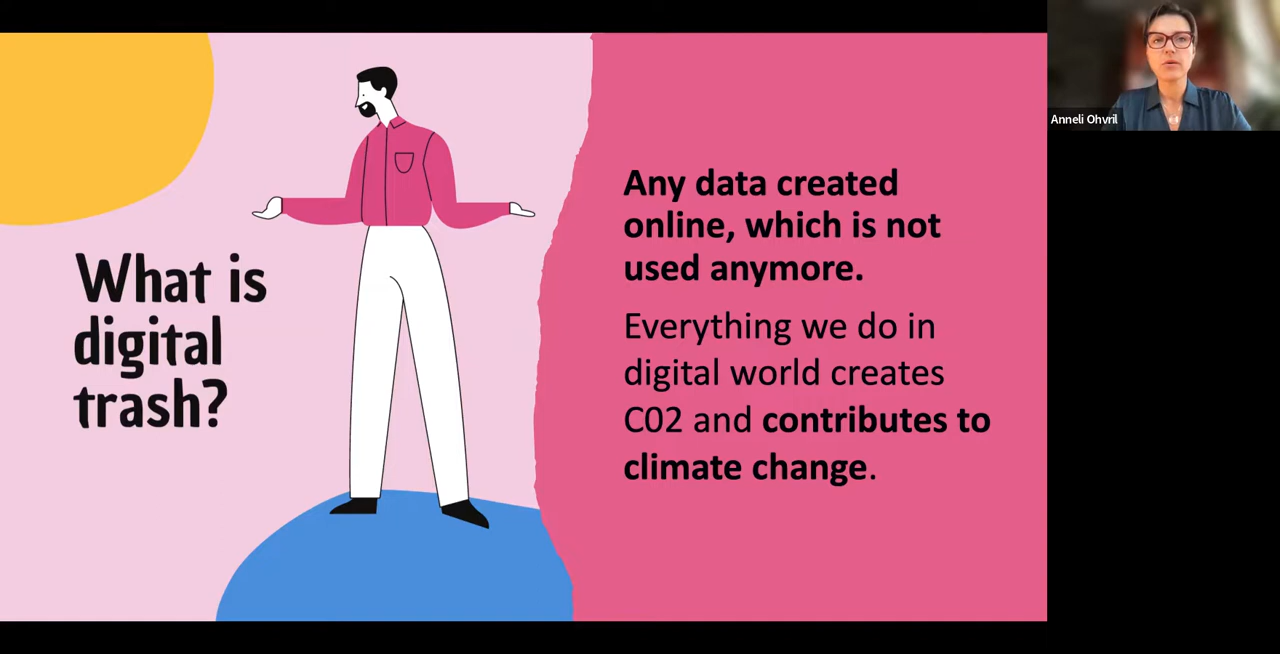 What is
digital
trash?
Any data created
online, which is not
used anymore.
Everything we do in
digital world creates
C02 and contributes to
climate change.
Anneli Ohvril